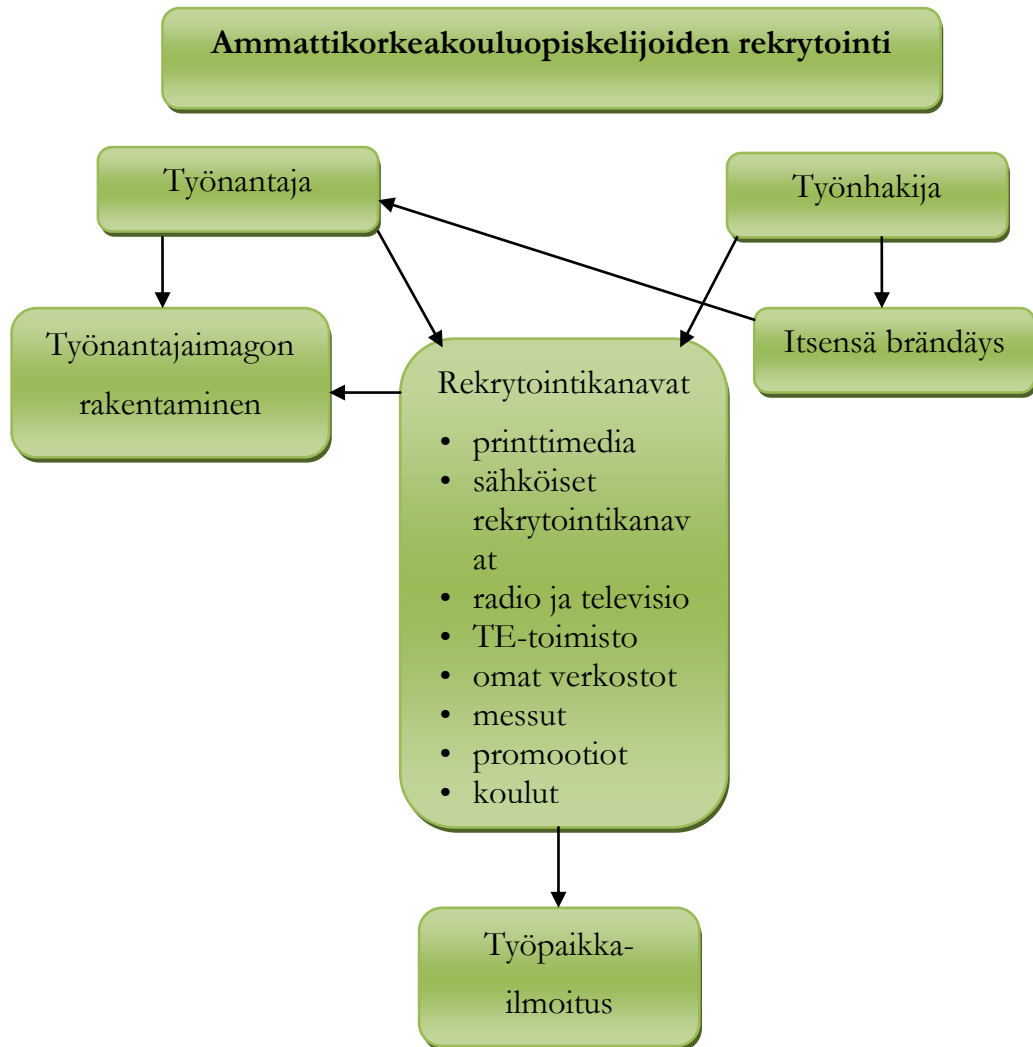 Ammattikorkeakouluopiskelijoiden rekrytointi
Työnantaja
Työnhakija
Työnantajaimagon
rakentaminen
Itsensä brändäys
Rekrytointikanavat
• printtimedia
• sähköiset
rekrytointikanav
at
• radio ja televisio
• TE-toimisto
• omat verkostot
• messut
• promootiot
• koulut
Työpaikka-
ilmoitus